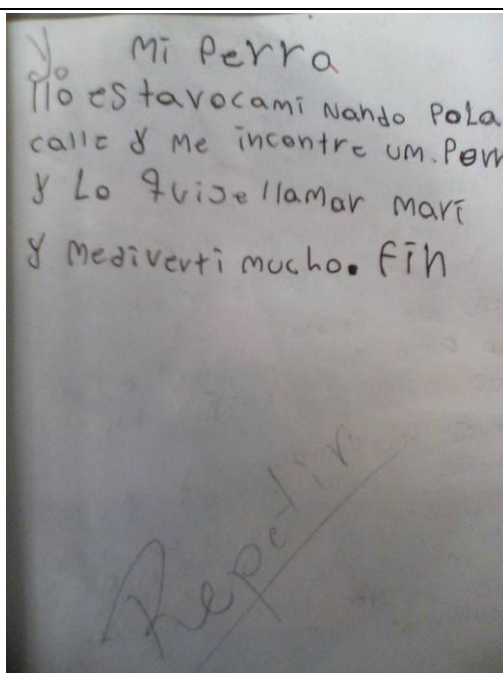 Mi Perra
Yo
llo estavocami Nando PoLa
calle y me incontre um. Perr
y Lo quise llamar mari
y mediverti mucho. Fin
Repetir